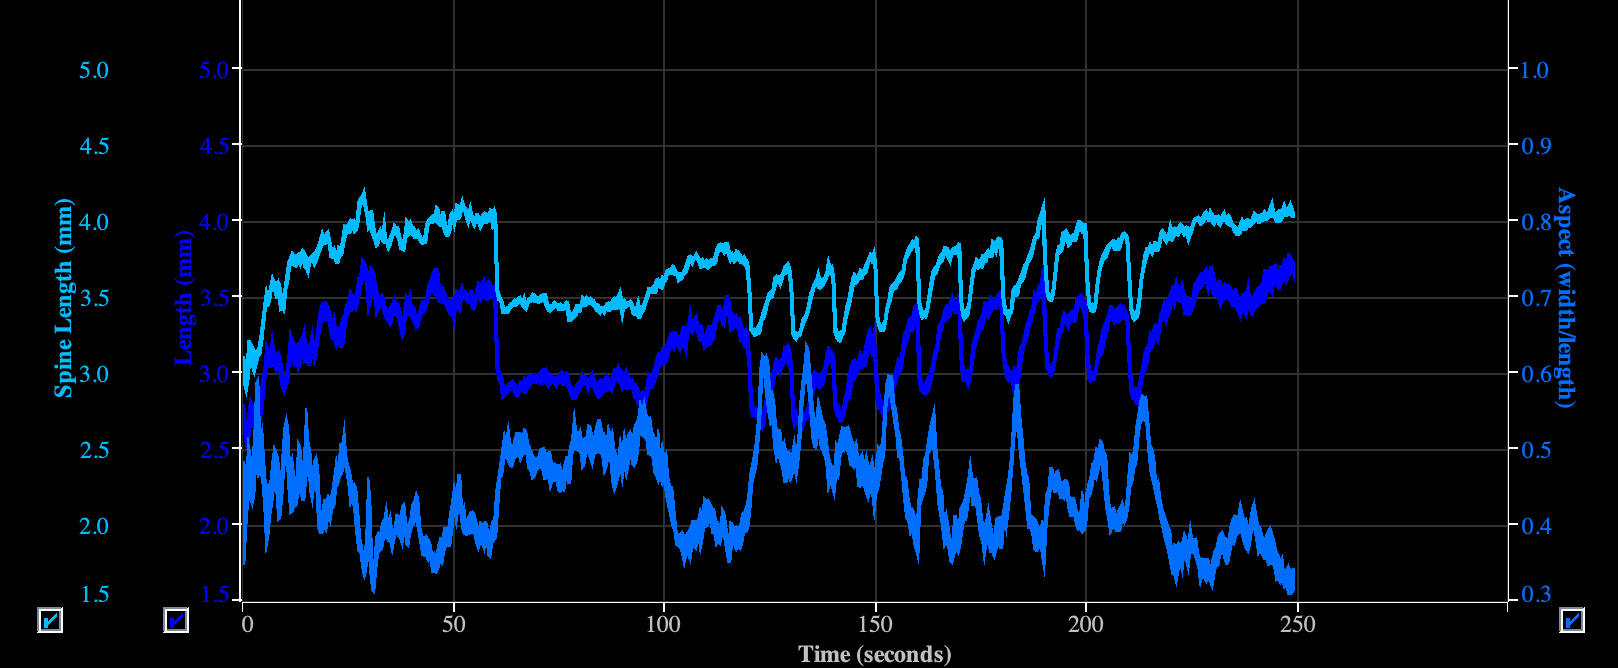 5.0 5.0 1.0
4.5 4.5 0.9
4.0 4.0 0.8
3.5 3.5 0.7
3.0 3.0 0.6
2.5 2.5 0.5
2.0 2.0 0.4
1.5 1.5 0.3
Spine Length (mm)
Length (mm)
Aspect (width/length)
0 50 100 150 200 250
Time (seconds)